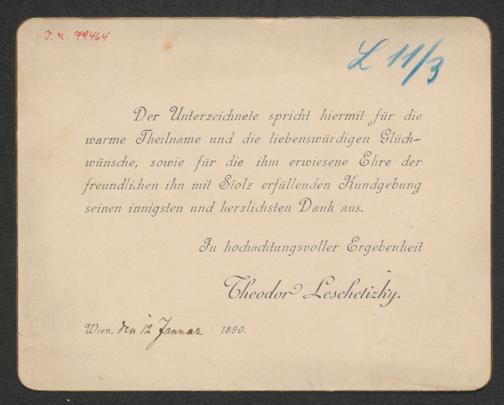 I. N. 79464
L 11/3
Der Unterzeichnete spricht hiermit für die
warme Theilname und die liebenswürdigen Glück-
wünsche, sowie für die ihm erwiesene Ehre der
freundlichen ihn mit Stolz erfüllenden Kundgebung
seinen innigsten und herzlichsten Dank aus.
In hochachtungsvoller Ergebenheit
Theodor Leschetizky.
Wien, den 12 Januar 1890.